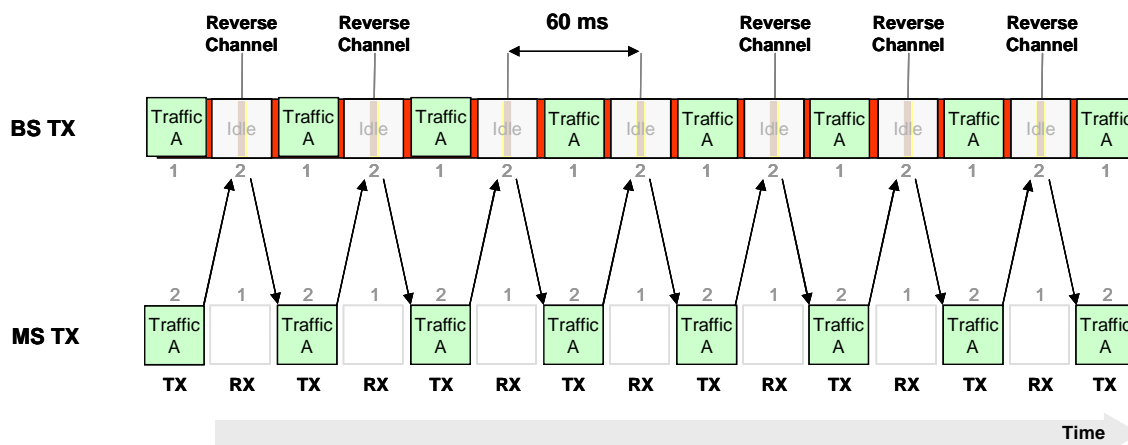 Reverse
Channel
Reverse
Channel
60 ms
Reverse
Channel
Reverse
Channel
Reverse
Channel
BS TX
Traffic
A
Idle
Traffic
A
Idle
Traffic
A
Idle
Traffic
A
Idle
Traffic
A
Idle
Traffic
A
Idle
Traffic
A
Idle
Traffic
A
1 2 1 2 1 2 1 2 1 2 1 2 1 2 1
2 1 2 1 2 1 2 1 2 1 2 1 2 1 2
MS TX
Traffic
A
Traffic
A
Traffic
A
Traffic
A
Traffic
A
Traffic
A
Traffic
A
Traffic
A
TX RX TX RX TX RX TX RX TX RX TX RX TX RX TX
Time